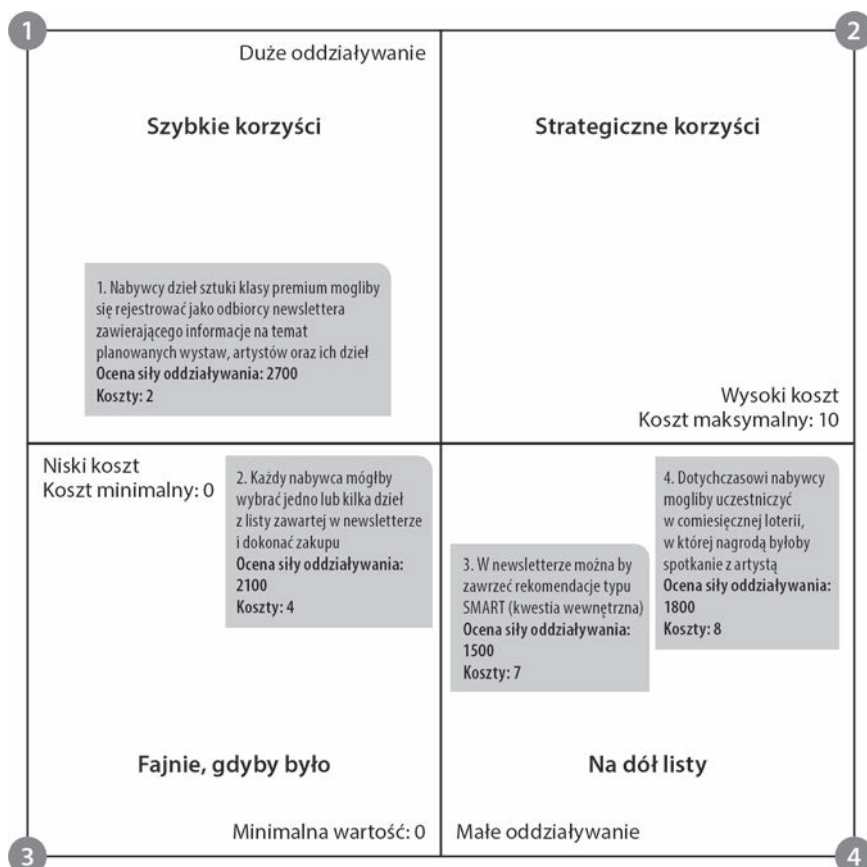 1
2
Duże oddziaływanie
Szybkie korzyści
Strategiczne korzyści
1. Nabywcy dzieł sztuki klasy premium mogliby
się rejestrować jako odbiorcy newslettera
zawierającego informacje na temat
planowanych wystaw, artystów oraz ich dzieł
Ocena siły oddziaływania: 2700
Koszty: 2
Wysoki koszt
Koszt maksymalny: 10
Niski koszt
Koszt minimalny: 0
2. Każdy nabywca mógłby
wybrać jedno lub kilka dzieł
z listy zawartej w newsletterze
i dokonać zakupu
Ocena siły oddziaływania:
2100
Koszty: 4
3. W newsletterze można by
zawrzeć rekomendacje typu
SMART (kwestia wewnętrzna)
Ocena siły oddziaływania:
1500
Koszty: 7
4. Dotychczasowi nabywcy
mogliby uczestniczyć
w comiesięcznej loterii,
w której nagrodą byłoby
spotkanie z artystą
Ocena siły oddziaływania:
1800
Koszty: 8
Fajnie, gdyby było
Na dół listy
Minimalna wartość: 0
Małe oddziaływanie
3
4